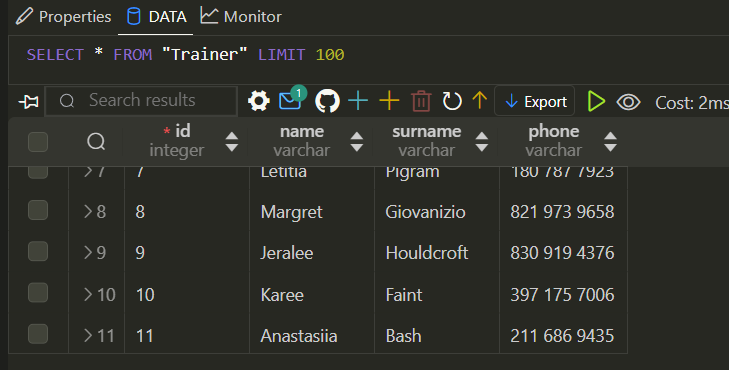 Properties DATA Monitor
SELECT * FROM "Trainer" LIMIT 100
Search results 1 Export Cost: 2ms
* id name surname phone
integer varchar varchar varchar
7 7 Letitia Pigram 180 787 7923
8 8 Margret Giovanizio 821 973 9658
9 9 Jeralee Houldcroft 830 919 4376
10 10 Karee Faint 397 175 7006
11 11 Anastasiia Bash 211 686 9435